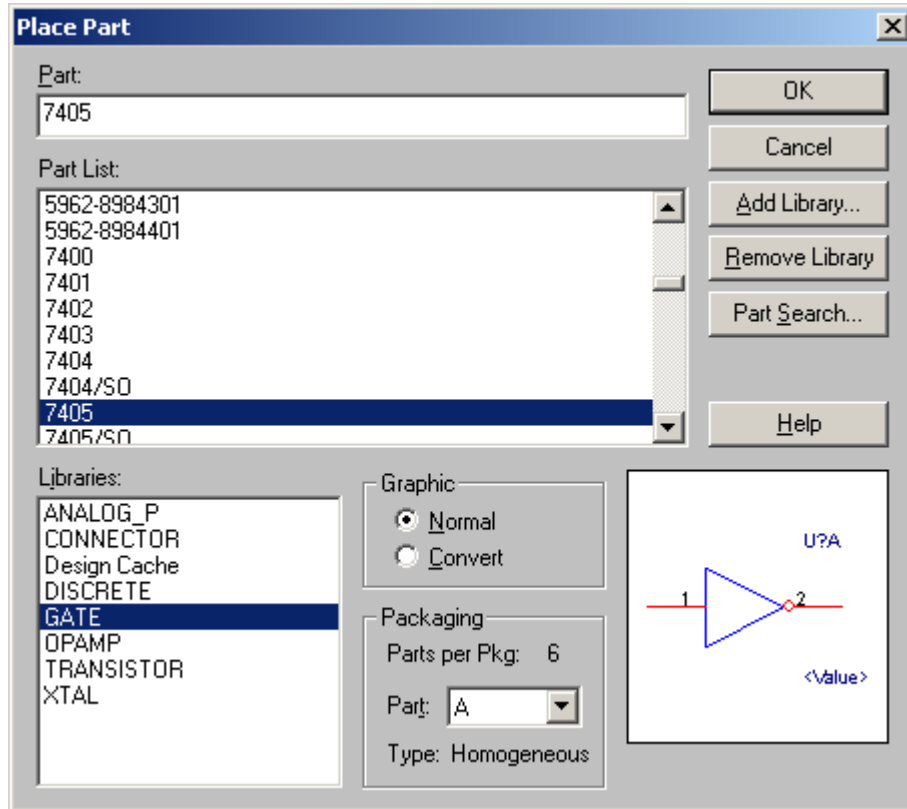 Place Part
Part:
7405
OK
Cancel
Part List:
5962-8984301
5962-8984401
7400
7401
7402
7403
7404
7404/SO
7405
7405/SO
Add Library...
Remove Library
Part Search...
Help
Libraries:
ANALOG_P
CONNECTOR
Design Cache
DISCRETE
GATE
OPAMP
TRANSISTOR
XTAL
Graphic
Normal
Convert
Packaging
Parts per Pkg: 6
Part: A
Type: Homogeneous
U?A
1 2
<Value>